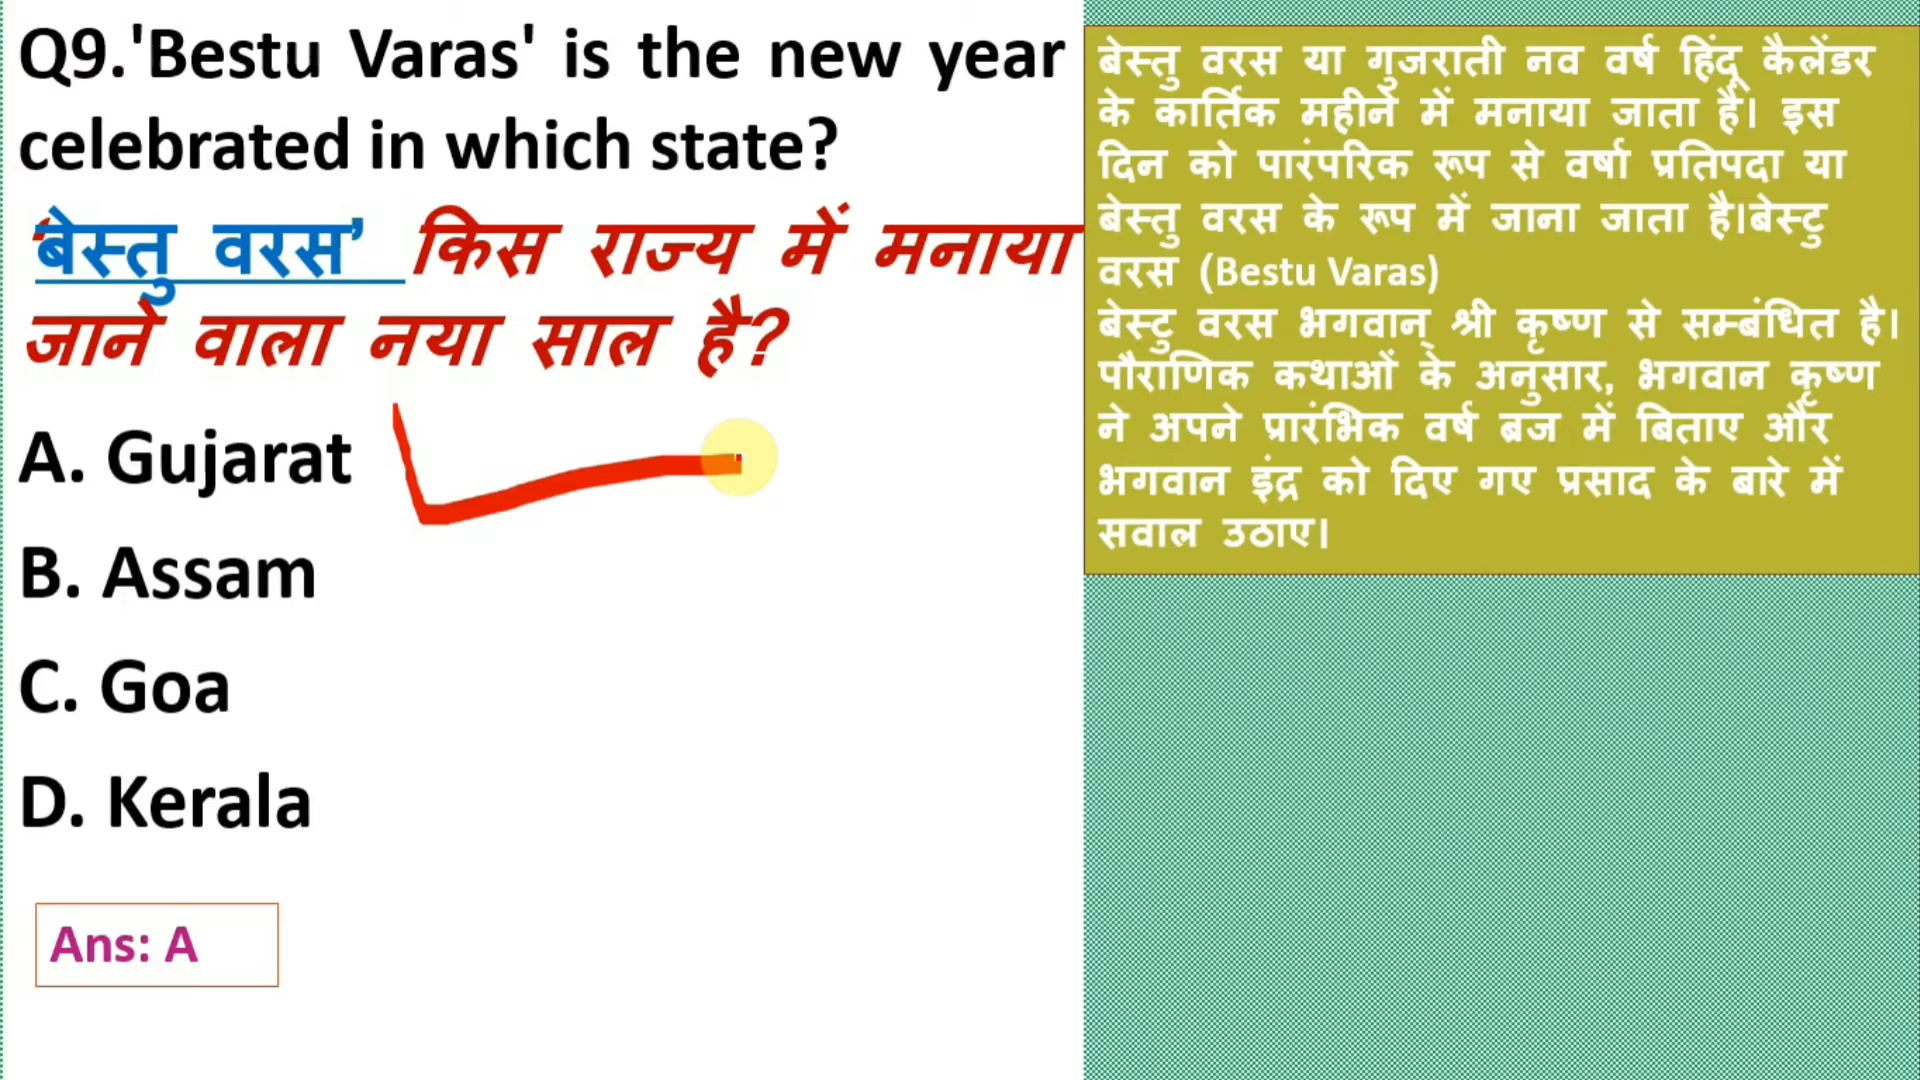 Q9.'Bestu Varas' is the new year
celebrated in which state?
‘बेस्तु वरस’ किस राज्य में मनाया
जाने वाला नया साल है?
A. Gujarat
B. Assam
C. Goa
D. Kerala
Ans: A
बेस्तु वरस या गुजराती नव वर्ष हिंदू कैलेंडर
के कार्तिक महीने में मनाया जाता है। इस
दिन को पारंपरिक रूप से वर्षा प्रतिपदा या
बेस्तु वरस के रूप में जाना जाता है।बेस्टु
वरस (Bestu Varas)
बेस्टु वरस भगवान् श्री कृष्ण से सम्बंधित है।
पौराणिक कथाओं के अनुसार, भगवान कृष्ण
ने अपने प्रारंभिक वर्ष ब्रज में बिताए और
भगवान इंद्र को दिए गए प्रसाद के बारे में
सवाल उठाए।